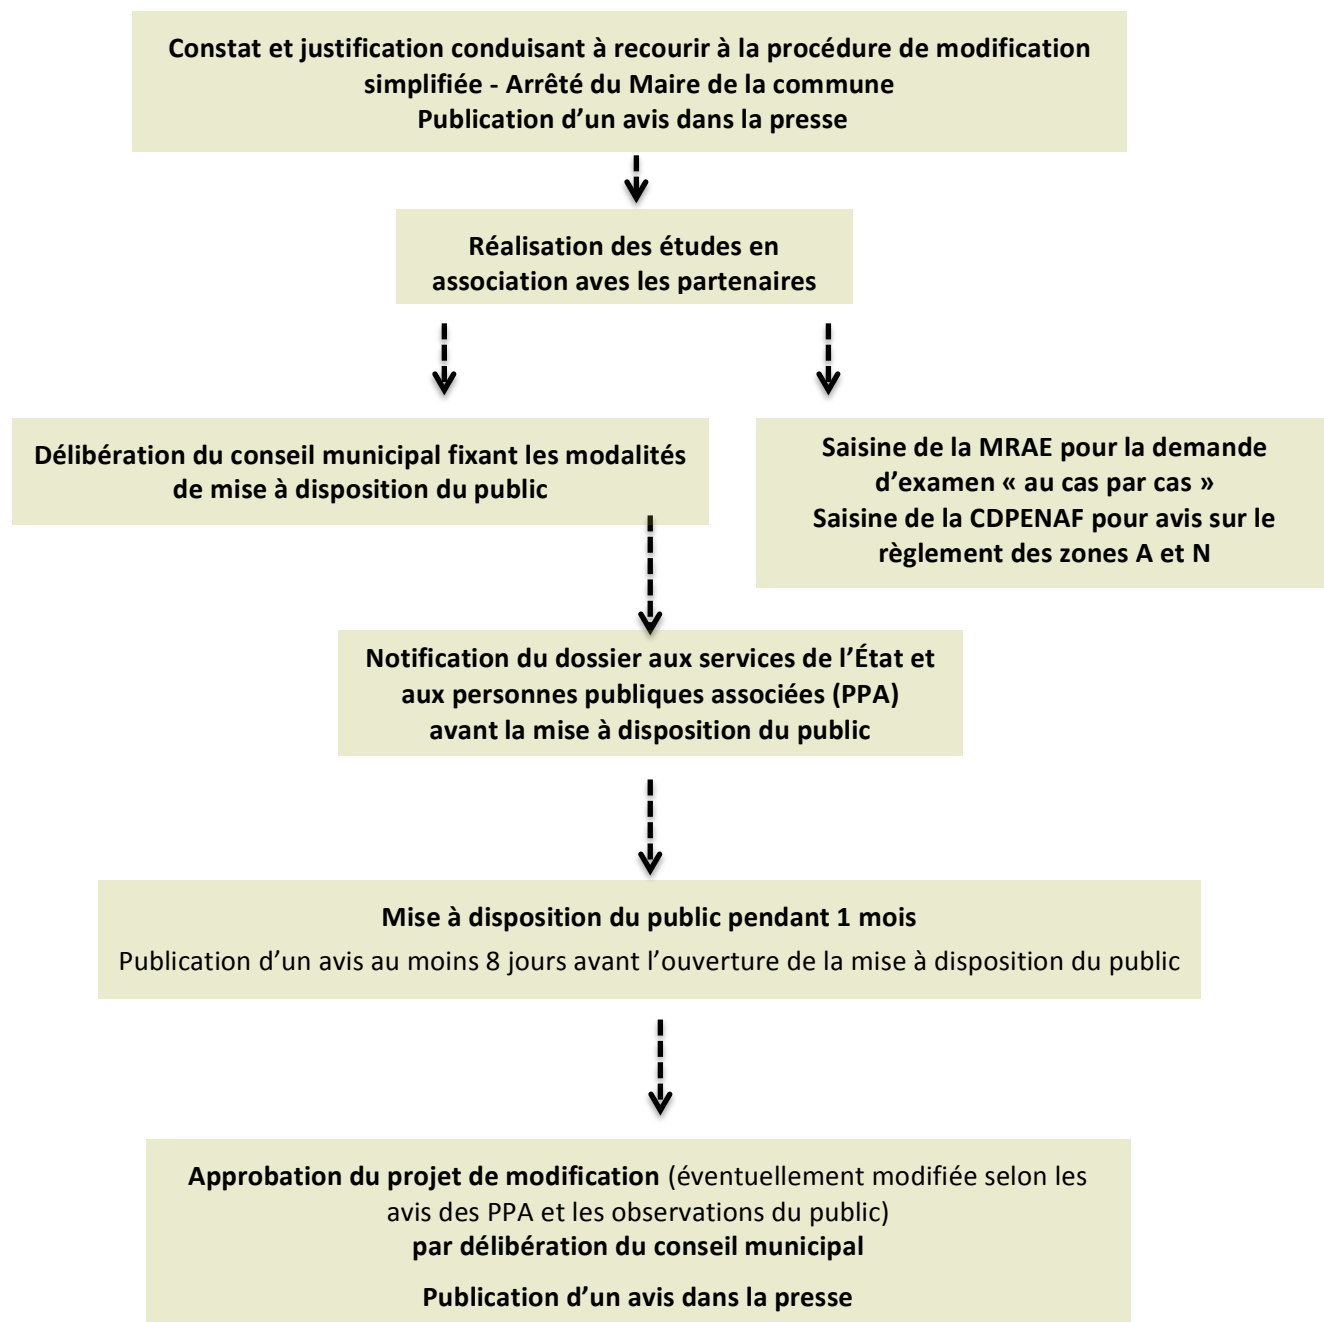 Constat et justification conduisant à recourir à la procédure de modification
simplifiée - Arrêté du Maire de la commune
Publication d’un avis dans la presse
Réalisation des études en
association aves les partenaires
Délibération du conseil municipal fixant les modalités
de mise à disposition du public
Saisine de la MRAE pour la demande
d’examen « au cas par cas »
Saisine de la CDPENAF pour avis sur le
règlement des zones A et N
Notification du dossier aux services de l’État et
aux personnes publiques associées (PPA)
avant la mise à disposition du public
Mise à disposition du public pendant 1 mois
Publication d’un avis au moins 8 jours avant l’ouverture de la mise à disposition du public
Approbation du projet de modification (éventuellement modifiée selon les
avis des PPA et les observations du public)
par délibération du conseil municipal
Publication d’un avis dans la presse